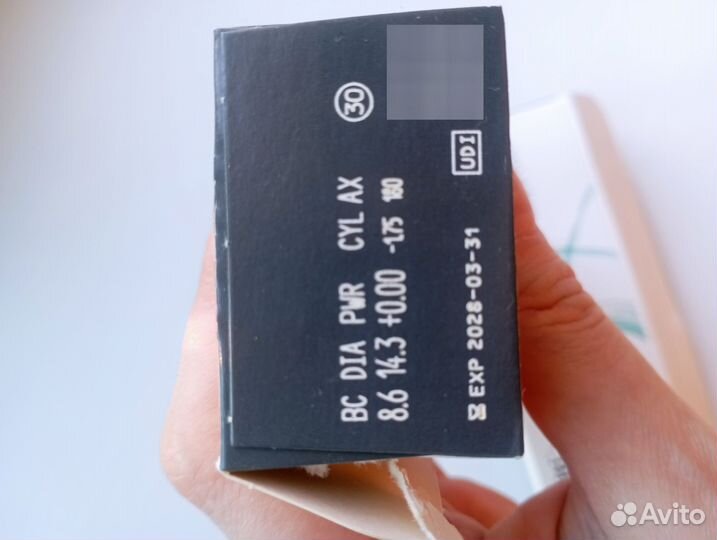 30
BC DIA PWR CYL AX
8.6 14.3 +0.00 -1.75 180
UDI
EXP 2028-03-31
Avito